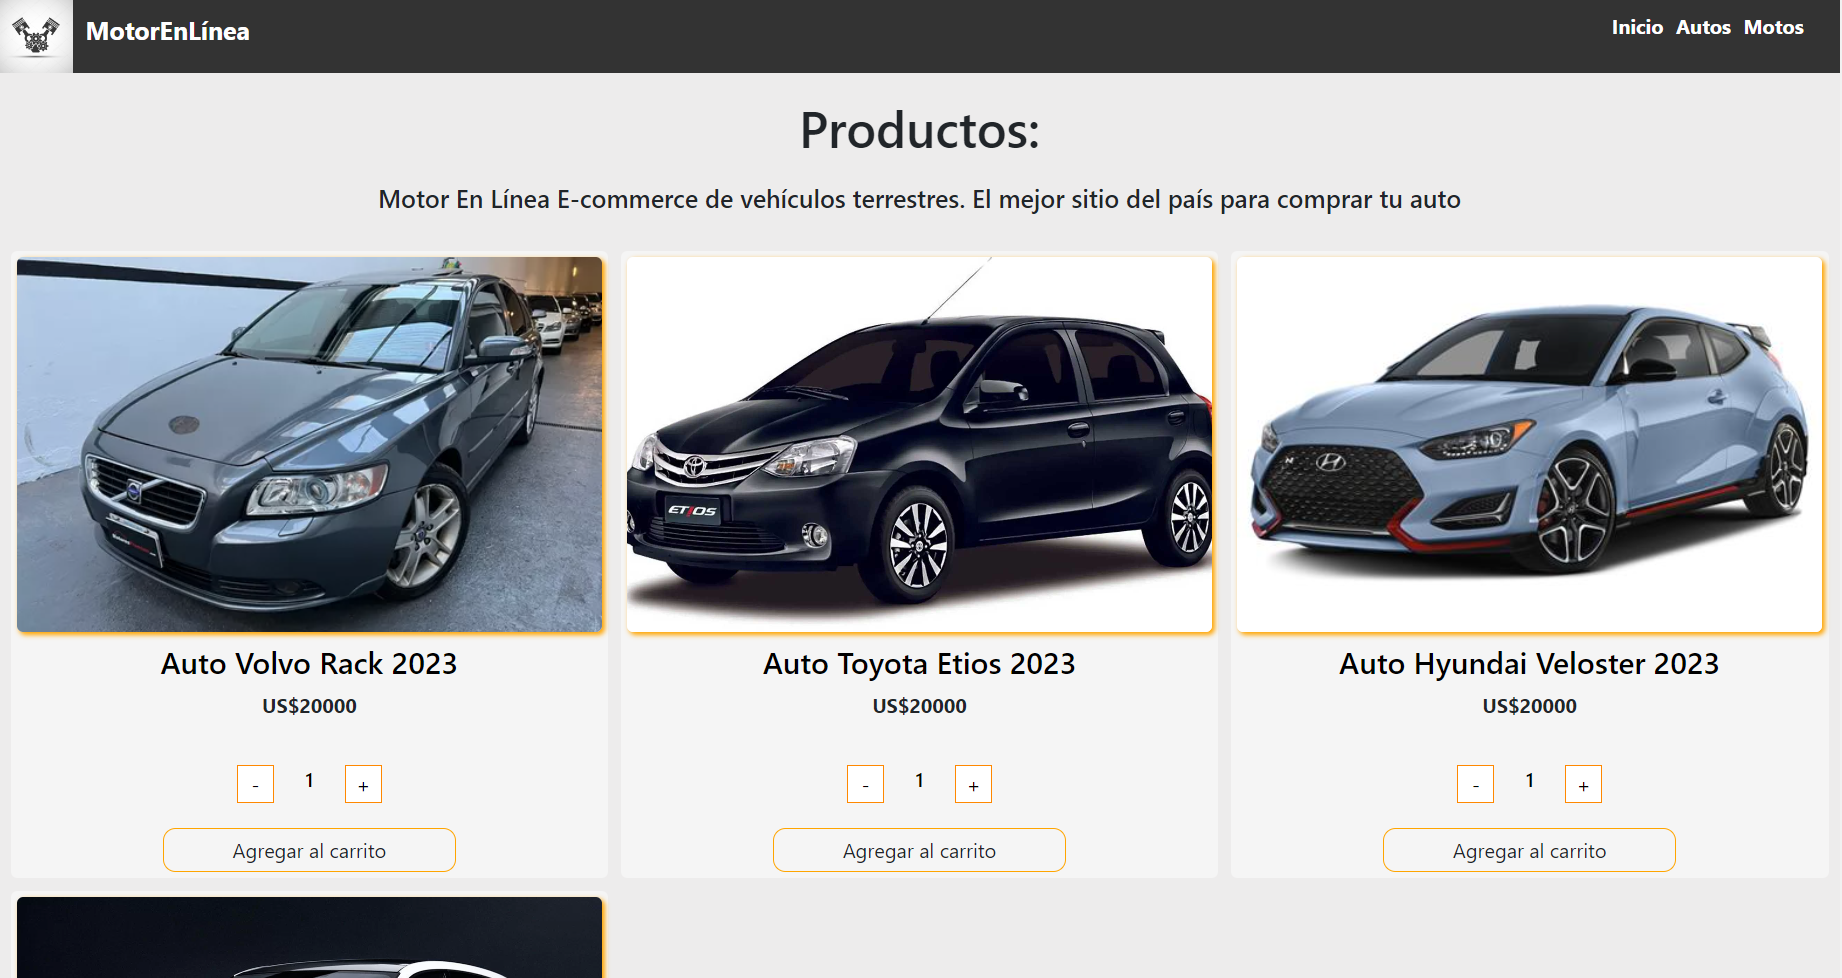 MotorEnLínea
Inicio Autos Motos
Productos:
Motor En Línea E-commerce de vehículos terrestres. El mejor sitio del país para comprar tu auto
ETIOS
Auto Volvo Rack 2023
US$20000
- 1 +
Agregar al carrito
Auto Toyota Etios 2023
US$20000
- 1 +
Agregar al carrito
Auto Hyundai Veloster 2023
US$20000
- 1 +
Agregar al carrito